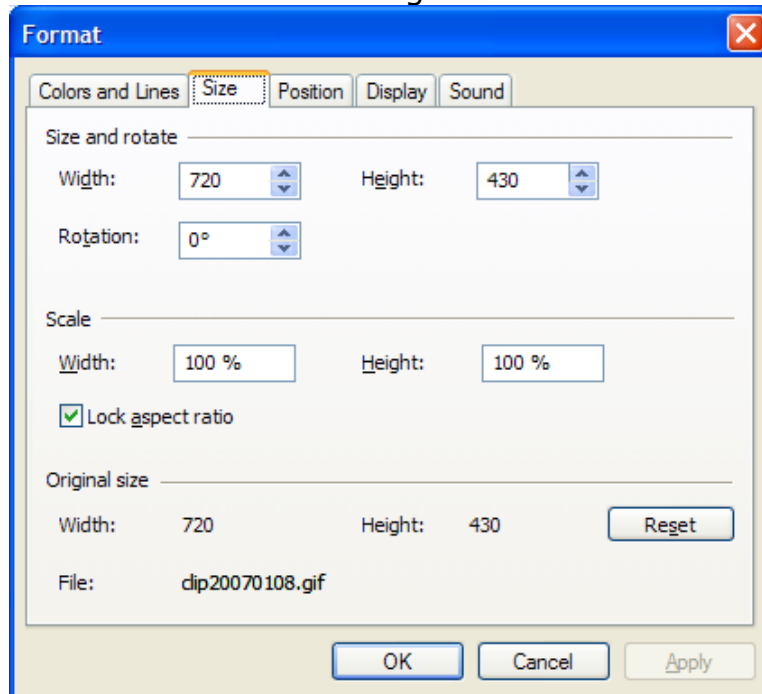 Format
Colors and Lines Size Position Display Sound
Size and rotate
Width: 720 Height: 430
Rotation: 0°
Scale
Width: 100 % Height: 100 %
Lock aspect ratio
Original size
Width: 720 Height: 430 Reset
File: clip20070108.gif
OK Cancel Apply